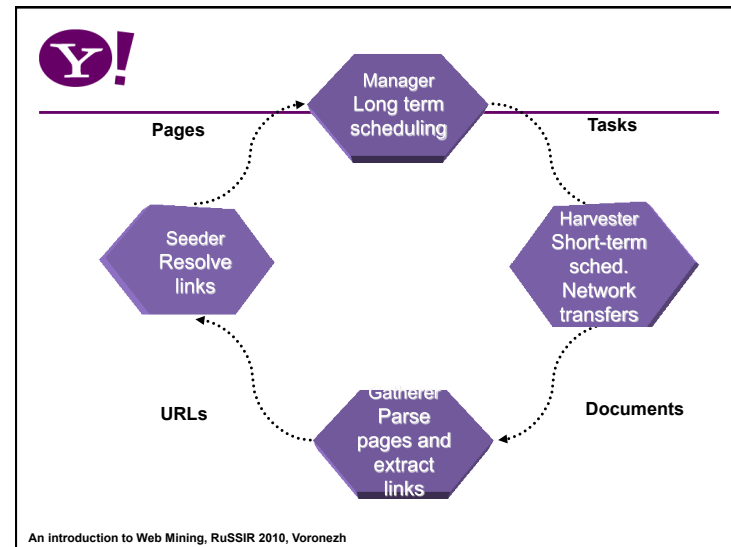 Y!
Manager
Long term
scheduling
Pages
Tasks
Seeder
Resolve
links
Harvester
Short-term
sched.
Network
transfers
Gatherer
Parse
pages and
extract
links
URLs
Documents
An introduction to Web Mining, RuSSIR 2010, Voronezh